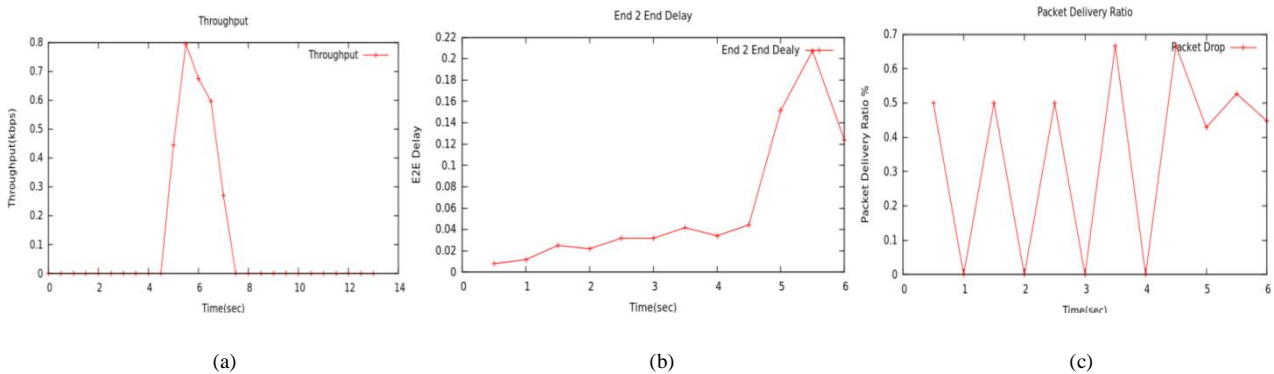 Throughput
Throughput
Throughput(kbps)
0.8
0.7
0.6
0.5
0.4
0.3
0.2
0.1
0
0 2 4 6 8 10 12 14
Time(sec)
(a)
End 2 End Delay
End 2 End Dealy
E2E Delay
0.22
0.2
0.18
0.16
0.14
0.12
0.1
0.08
0.06
0.04
0.02
0
0 1 2 3 4 5 6
Time(sec)
(b)
Packet Delivery Ratio
Packet Drop
Packet Delivery Ratio %
0.7
0.6
0.5
0.4
0.3
0.2
0.1
0
0 1 2 3 4 5 6
Time(sec)
(c)